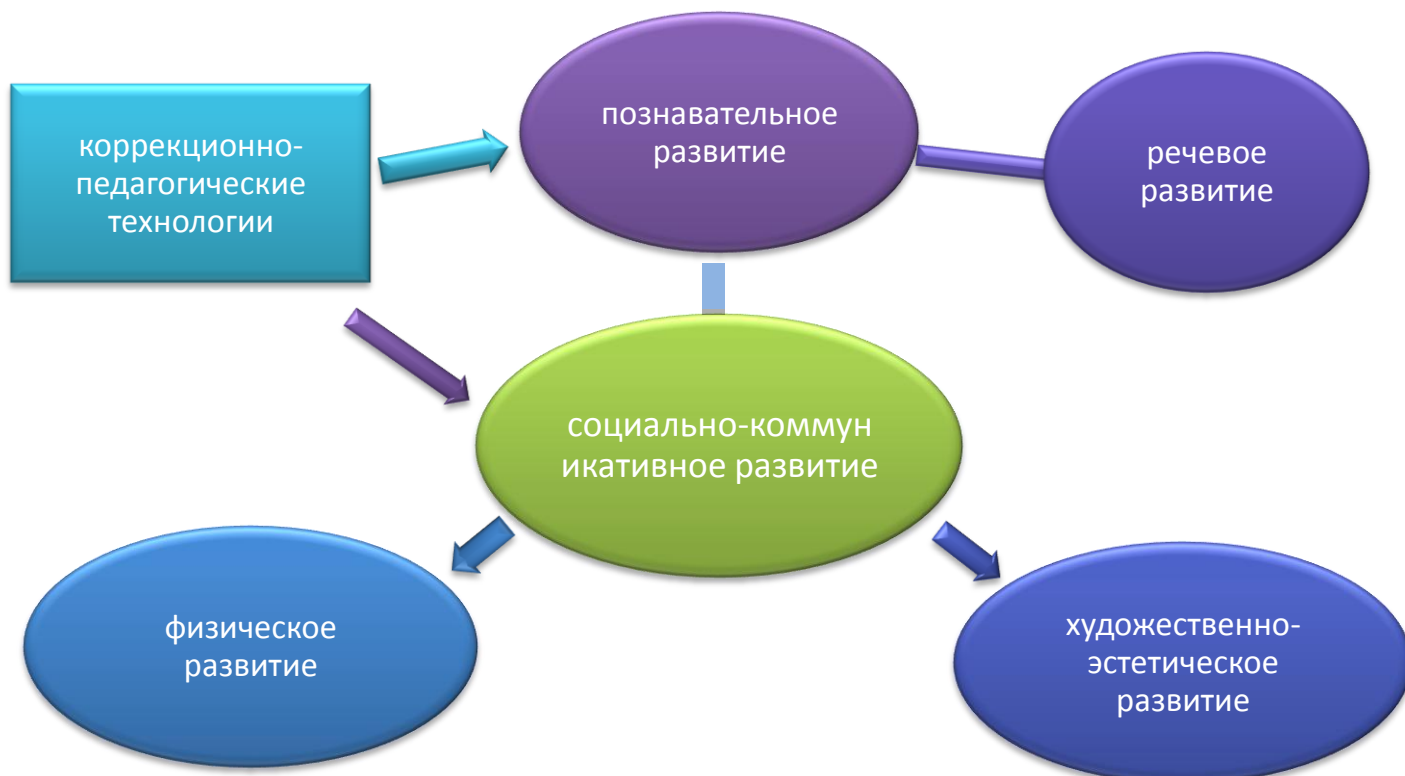 коррекционно-
педагогические
технологии
познавательное
развитие
речевое
развитие
социально-коммун
икативное развитие
физическое
развитие
художественно-
эстетическое
развитие